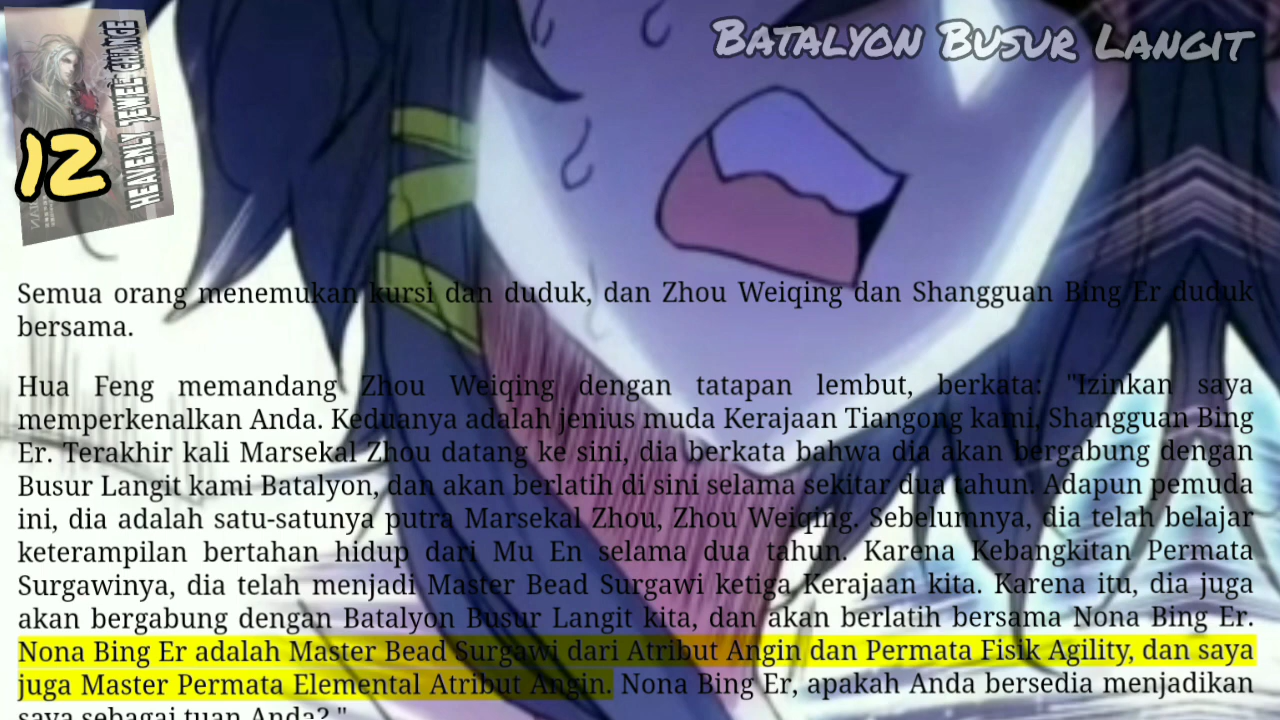 Batalyon Busur Langit
HEAVENLY JEWEL CHANGE
12
Semua orang menemukan kursi dan duduk, dan Zhou Weiqing dan Shangguan Bing Er duduk
bersama.
Hua Feng memandang Zhou Weiqing dengan tatapan lembut, berkata: "Izinkan saya
memperkenalkan Anda. Keduanya adalah jenius muda Kerajaan Tiangong kami, Shangguan Bing
Er. Terakhir kali Marsekal Zhou datang ke sini, dia berkata bahwa dia akan bergabung dengan
Busur Langit kami Batalyon, dan akan berlatih di sini selama sekitar dua tahun. Adapun pemuda
ini, dia adalah satu-satunya putra Marsekal Zhou, Zhou Weiqing. Sebelumnya, dia telah belajar
keterampilan bertahan hidup dari Mu En selama dua tahun. Karena Kebangkitan Permata
Surgawinya, dia telah menjadi Master Bead Surgawi ketiga Kerajaan kita. Karena itu, dia juga
akan bergabung dengan Batalyon Busur Langit kita, dan akan berlatih bersama Nona Bing Er.
Nona Bing Er adalah Master Bead Surgawi dari Atribut Angin dan Permata Fisik Agility, dan saya
juga Master Permata Elemental Atribut Angin. Nona Bing Er, apakah Anda bersedia menjadikan
saya sebagai tuan Anda? "